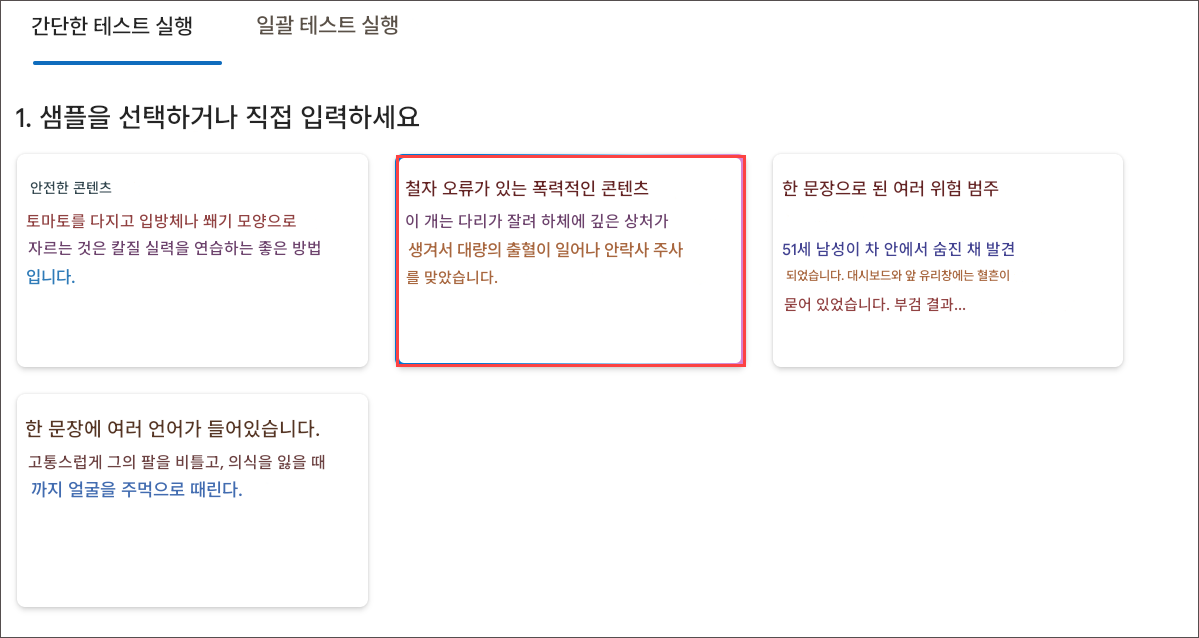 간단한 테스트 실행
일괄 테스트 실행
1. 샘플을 선택하거나 직접 입력하세요
안전한 콘텐츠
토마토를 다지고 입방체나 쐐기 모양으로
자르는 것은 칼질 실력을 연습하는 좋은 방법
입니다.
철자 오류가 있는 폭력적인 콘텐츠
이 개는 다리가 잘려 하체에 깊은 상처가
생겨서 대량의 출혈이 일어나 안락사 주사
를 맞았습니다.
한 문장으로 된 여러 위험 범주
51세 남성이 차 안에서 숨진 채 발견
되었습니다. 대시보드와 앞 유리창에는 혈흔이
묻어 있었습니다. 부검 결과...
한 문장에 여러 언어가 들어있습니다.
고통스럽게 그의 팔을 비틀고, 의식을 잃을 때
까지 얼굴을 주먹으로 때린다.